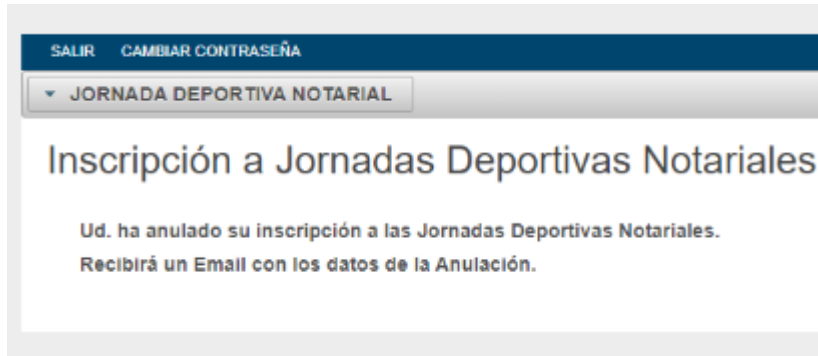 SALIR CAMBIAR CONTRASEÑA
JORNADA DEPORTIVA NOTARIAL
Inscripción a Jornadas Deportivas Notariales
Ud. ha anulado su inscripción a las Jornadas Deportivas Notariales.
Recibirá un Email con los datos de la Anulación.